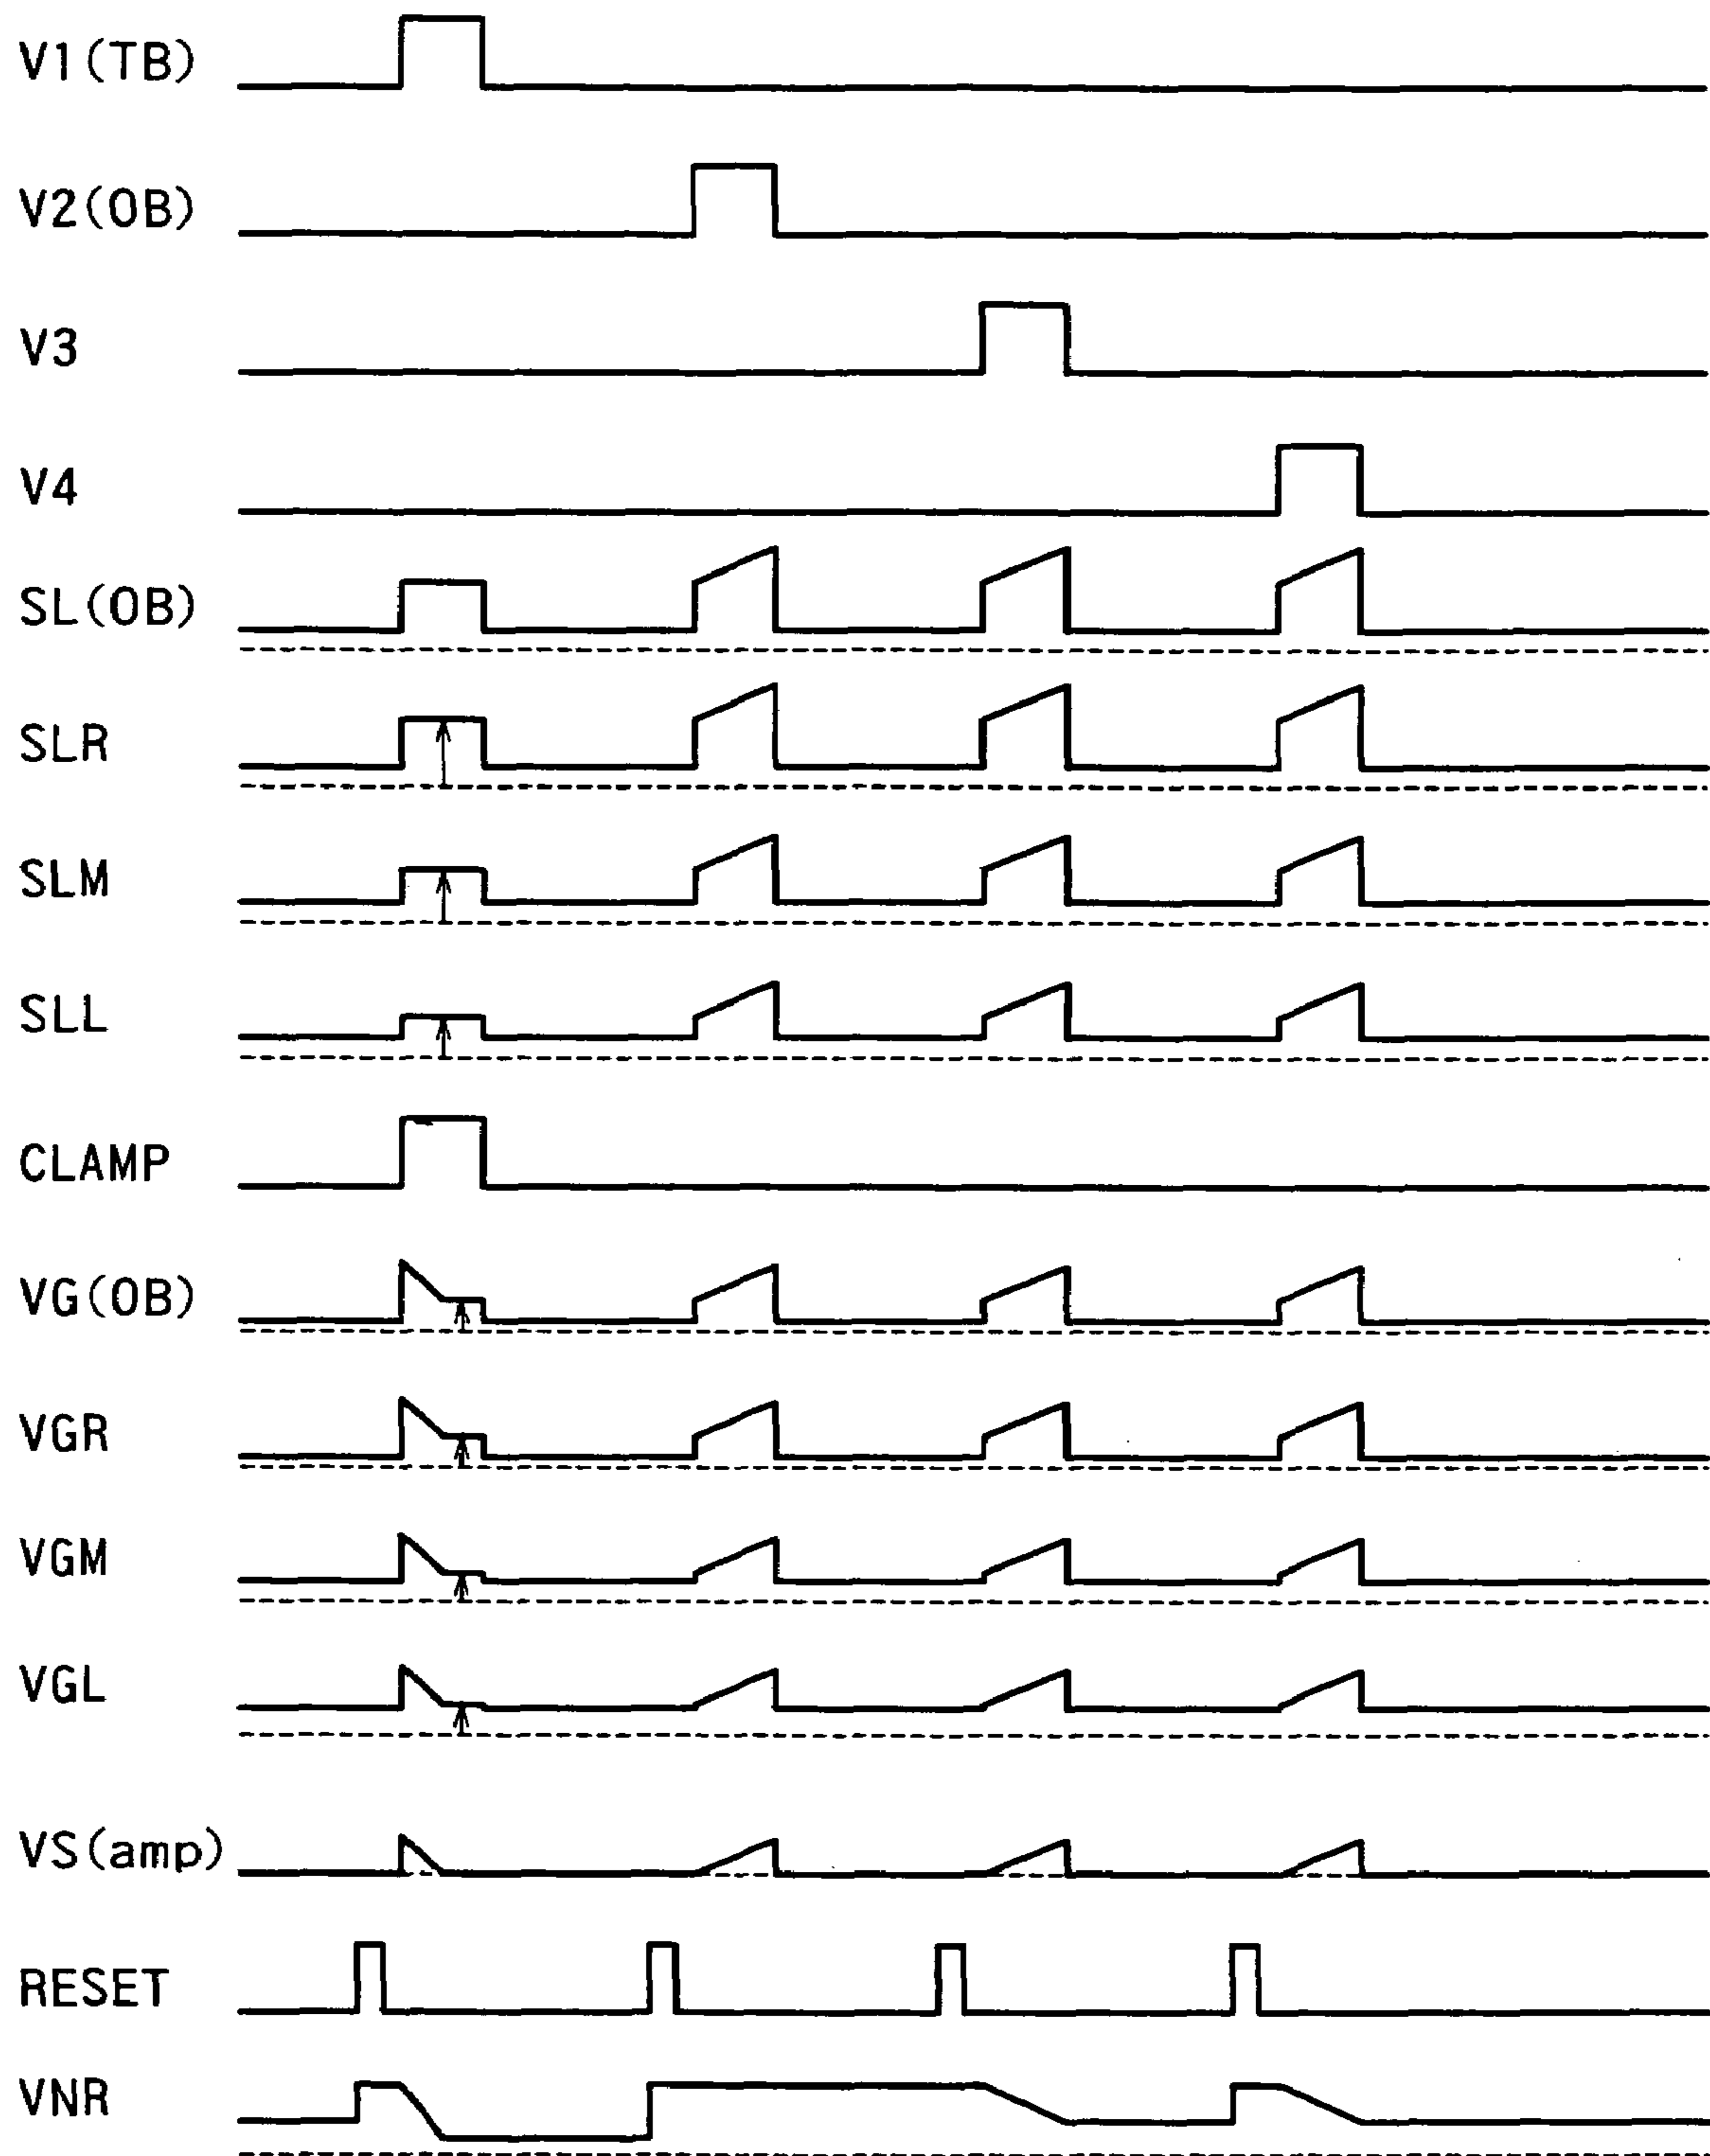 V1(TB)
V2(OB)
V3
V4
SL(OB)
SLR
SLM
SLL
CLAMP
VG(OB)
VGR
VGM
VGL
VS(amp)
RESET
VNR